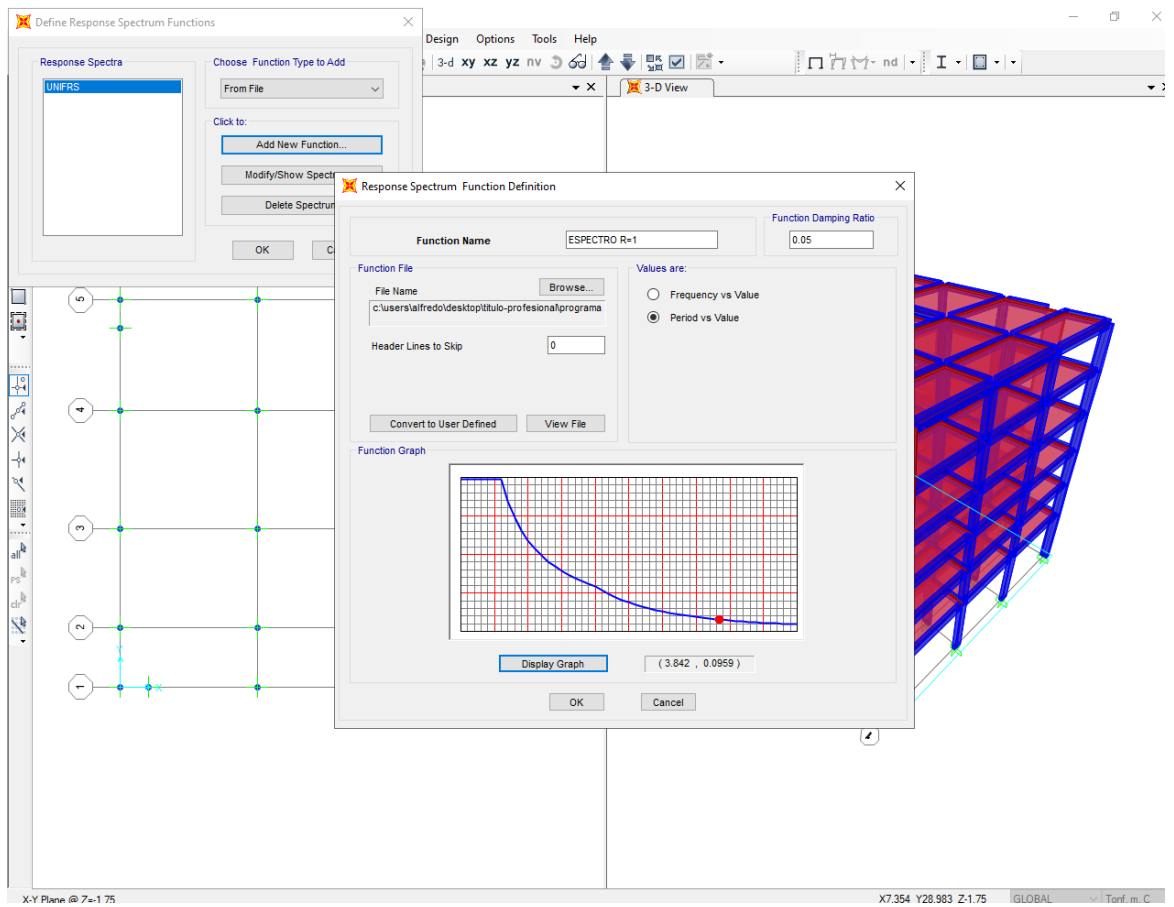 Define Response Spectrum Functions
Design Options Tools Help
Response Spectra
UNIFRS
Choose Function Type to Add
From File
Click to:
Add New Function...
Modify/Show Spectr
Delete Spectrum
OK
3-d xy xz yz nv
nd
3-D View
Response Spectrum Function Definition
Function Name
ESPECTRO R=1
Function Damping Ratio
0.05
Function File
File Name
Browse...
c:\users\alfredo\desktop\titulo-profesional\programa
Header Lines to Skip
0
Convert to User Defined
View File
Values are:
Frequency vs Value
Period vs Value
Function Graph
Display Graph
( 3.842 , 0.0959 )
OK
Cancel
5
4
3
2
1
Y
X
all
PS
clr
X-Y Plane @ Z=-1.75
X7.354 Y28.983 Z-1.75
GLOBAL
Tonf, m, C